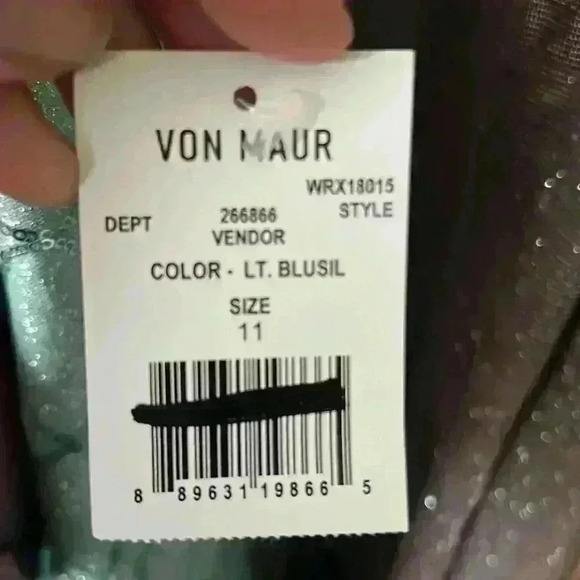 VON MAUR
WRX18015
DEPT 266866 STYLE
VENDOR
COLOR - LT. BLUSIL
SIZE
11
8 89631 19866 5